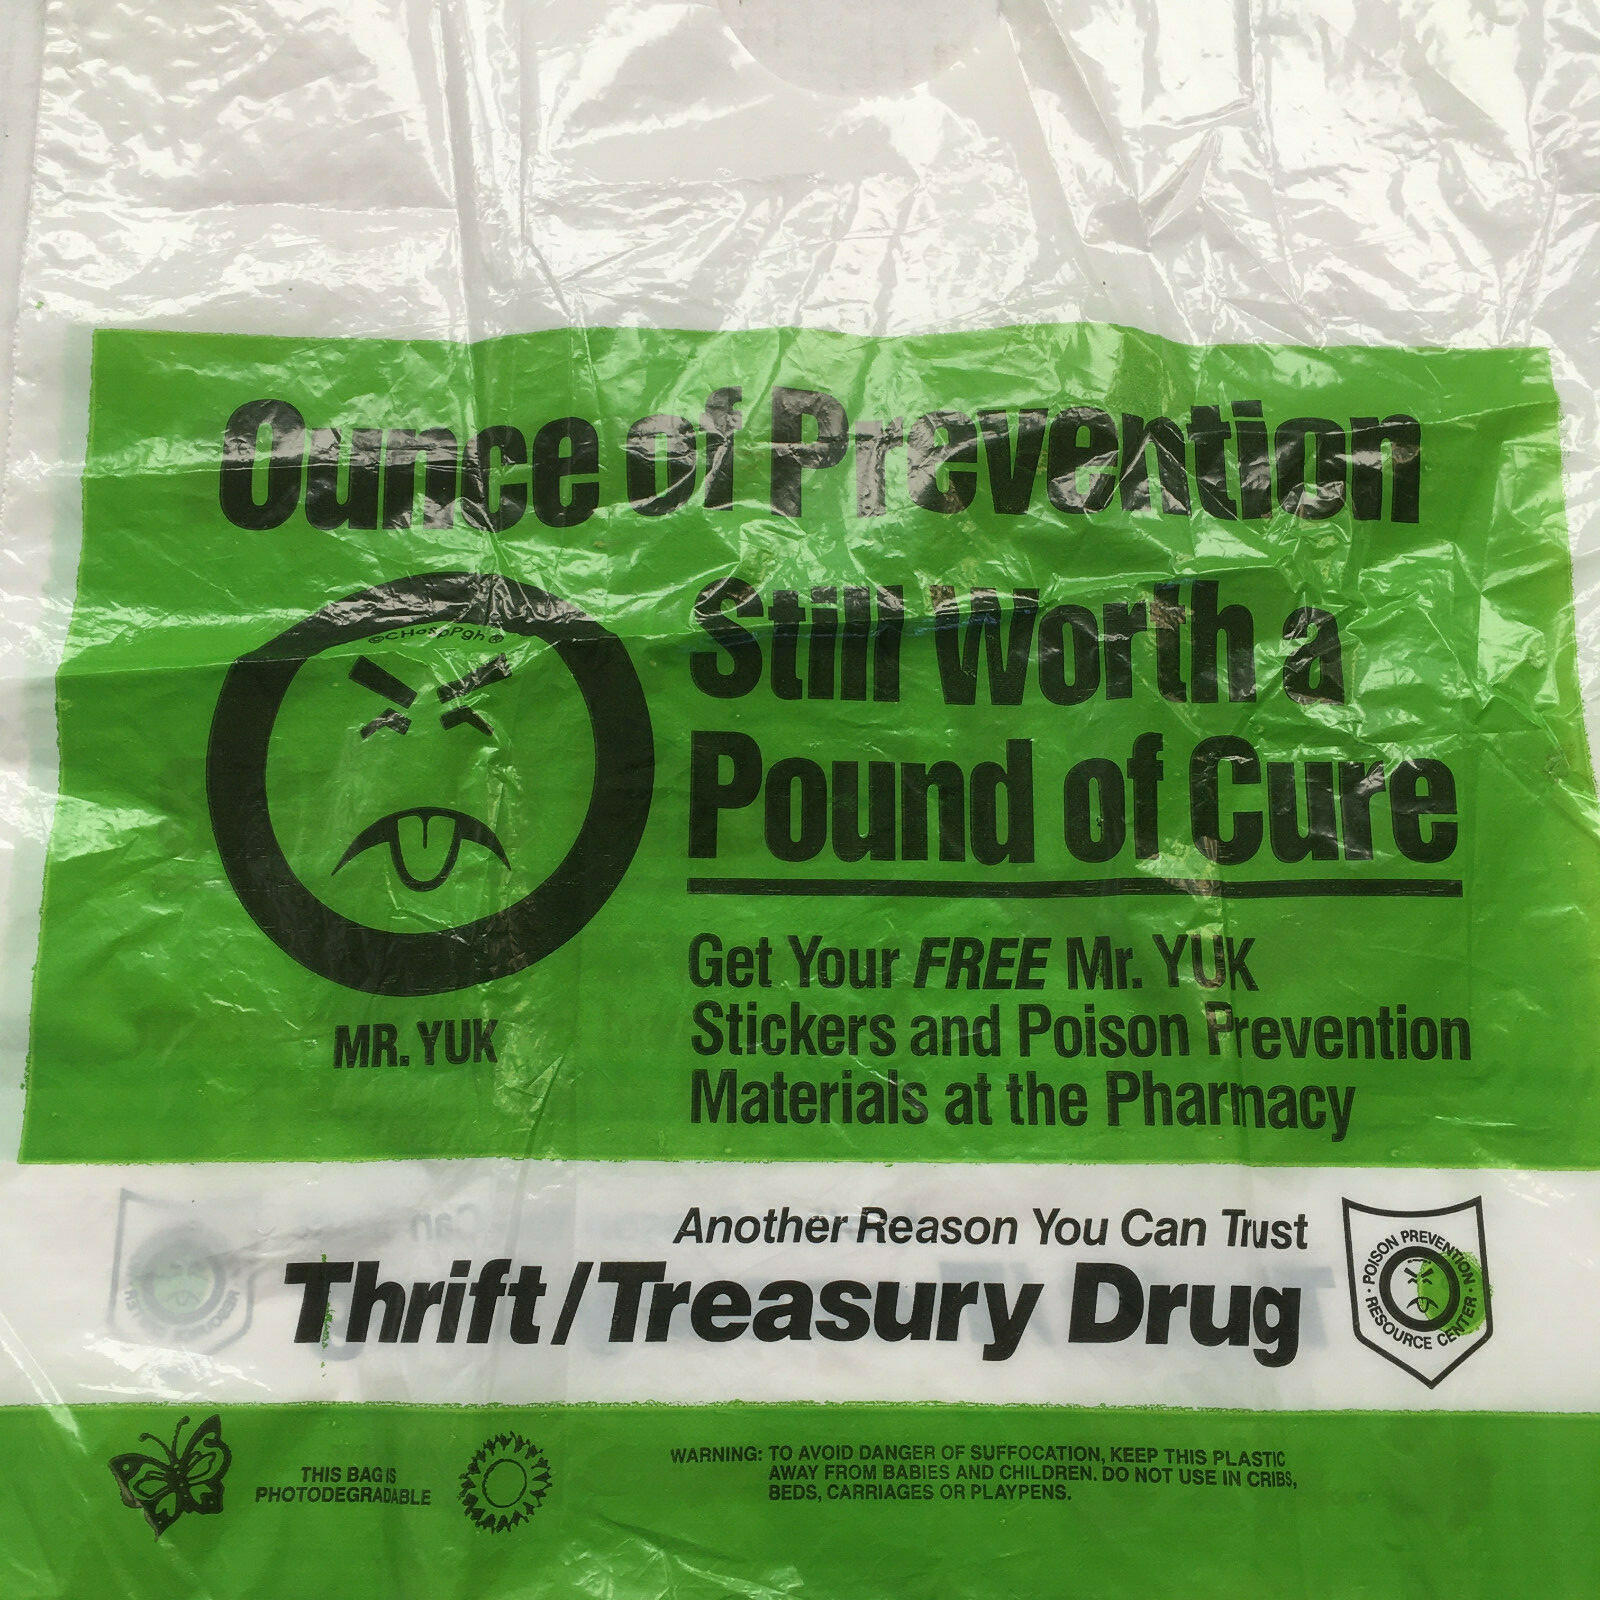 Ounce of Prevention
©CHospPgh®
Still Worth a
Pound of Cure
MR. YUK
Get Your FREE Mr. YUK
Stickers and Poison Prevention
Materials at the Pharmacy
Another Reason You Can Trust
Thrift/Treasury Drug
POISON PREVENTION
· RESOURCE CENTER ·
THIS BAG IS
PHOTODEGRADABLE
WARNING: TO AVOID DANGER OF SUFFOCATION, KEEP THIS PLASTIC
AWAY FROM BABIES AND CHILDREN. DO NOT USE IN CRIBS,
BEDS, CARRIAGES OR PLAYPENS.